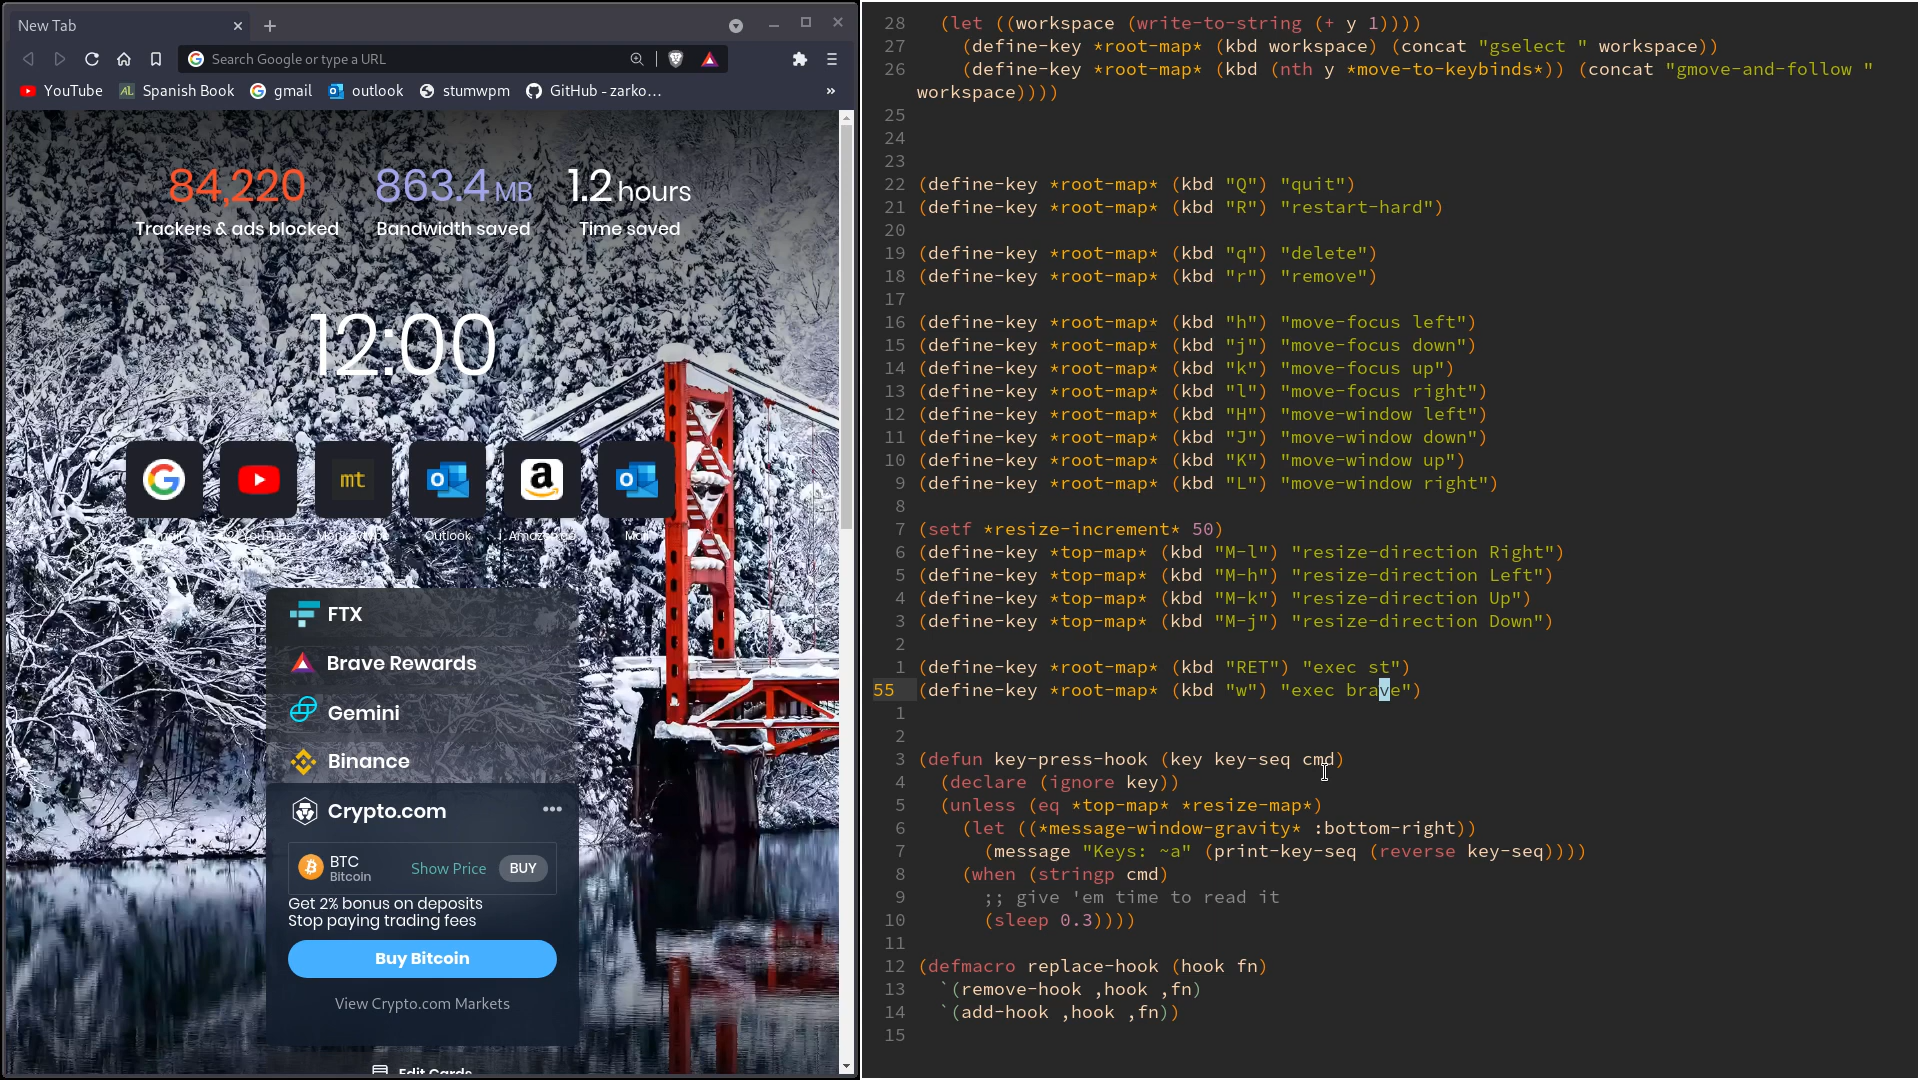 New Tab
Search Google or type a URL
YouTube
Spanish Book
gmail
outlook
stumwpm
GitHub - zarko…
»
84,220
Trackers & ads blocked
863.4 MB
Bandwidth saved
1.2 hours
Time saved
12:00
mt
YouTube
Outlook
FTX
Brave Rewards
Gemini
Binance
Crypto.com
BTC
Bitcoin
Show Price
BUY
Get 2% bonus on deposits
Stop paying trading fees
Buy Bitcoin
View Crypto.com Markets
Edit Cards
28   (let ((workspace (write-to-string (+ y 1))))
27     (define-key *root-map* (kbd workspace) (concat "gselect " workspace))
26     (define-key *root-map* (kbd (nth y *move-to-keybinds*)) (concat "gmove-and-follow "
workspace))))
25
24
23
22 (define-key *root-map* (kbd "Q") "quit")
21 (define-key *root-map* (kbd "R") "restart-hard")
20
19 (define-key *root-map* (kbd "q") "delete")
18 (define-key *root-map* (kbd "r") "remove")
17
16 (define-key *root-map* (kbd "h") "move-focus left")
15 (define-key *root-map* (kbd "j") "move-focus down")
14 (define-key *root-map* (kbd "k") "move-focus up")
13 (define-key *root-map* (kbd "l") "move-focus right")
12 (define-key *root-map* (kbd "H") "move-window left")
11 (define-key *root-map* (kbd "J") "move-window down")
10 (define-key *root-map* (kbd "K") "move-window up")
9 (define-key *root-map* (kbd "L") "move-window right")
8
7 (setf *resize-increment* 50)
6 (define-key *top-map* (kbd "M-l") "resize-direction Right")
5 (define-key *top-map* (kbd "M-h") "resize-direction Left")
4 (define-key *top-map* (kbd "M-k") "resize-direction Up")
3 (define-key *top-map* (kbd "M-j") "resize-direction Down")
2
1 (define-key *root-map* (kbd "RET") "exec st")
55 (define-key *root-map* (kbd "w") "exec brave")
1
2
3 (defun key-press-hook (key key-seq cmd)
4   (declare (ignore key))
5   (unless (eq *top-map* *resize-map*)
6     (let ((*message-window-gravity* :bottom-right))
7       (message "Keys: ~a" (print-key-seq (reverse key-seq))))
8     (when (stringp cmd)
9       ;; give 'em time to read it
10       (sleep 0.3))))
11
12 (defmacro replace-hook (hook fn)
13   `(remove-hook ,hook ,fn)
14   `(add-hook ,hook ,fn))
15